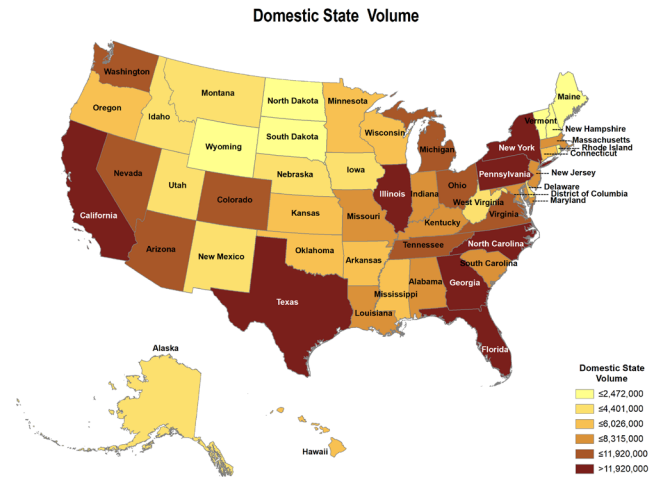 Domestic State Volume
Washington
Montana
North Dakota
Minnesota
Maine
Vermont
Oregon
Idaho
Wisconsin
New Hampshire
South Dakota
Massachusetts
New York
Rhode Island
Wyoming
Michigan
Connecticut
Iowa
Pennsylvania
New Jersey
Nevada
Nebraska
Ohio
Utah
Illinois
Indiana
Delaware
District of Columbia
Colorado
West Virginia
Maryland
California
Kansas
Missouri
Virginia
Kentucky
Tennessee
North Carolina
Arizona
Oklahoma
New Mexico
Arkansas
South Carolina
Alabama
Georgia
Mississippi
Texas
Louisiana
Alaska
Florida
Hawaii
Domestic State
Volume
≤2,472,000
≤4,401,000
≤6,026,000
≤8,315,000
≤11,920,000
>11,920,000